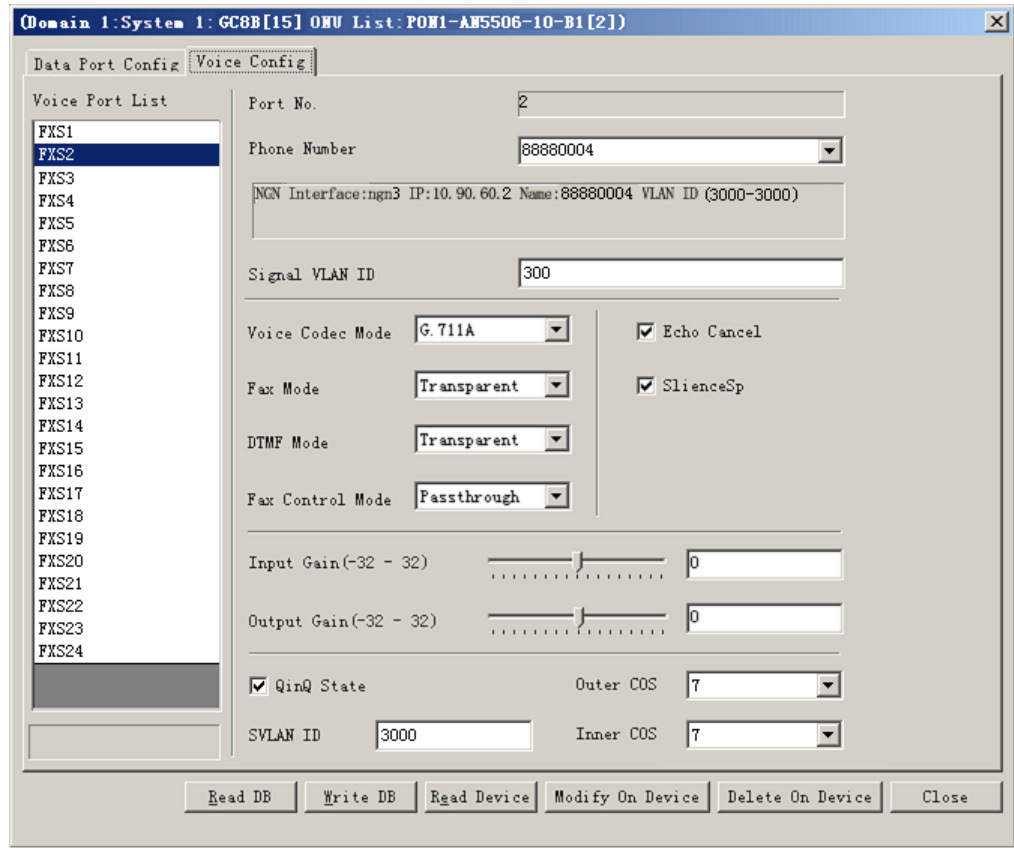 (Domain 1:System 1:GC8B[15] ONU List:PON1-AN5506-10-B1[2])
Data Port Config Voice Config
Voice Port List
FXS1
FXS2
FXS3
FXS4
FXS5
FXS6
FXS7
FXS8
FXS9
FXS10
FXS11
FXS12
FXS13
FXS14
FXS15
FXS16
FXS17
FXS18
FXS19
FXS20
FXS21
FXS22
FXS23
FXS24
Port No. 2
Phone Number 88880004
NGN Interface:ngn3 IP:10.90.60.2 Name:88880004 VLAN ID (3000-3000)
Signal VLAN ID 300
Voice Codec Mode G.711A Echo Cancel
Fax Mode Transparent SlienceSp
DTMF Mode Transparent
Fax Control Mode Passthrough
Input Gain(-32 - 32) 0
Output Gain(-32 - 32) 0
QinQ State Outer COS 7
SVLAN ID 3000 Inner COS 7
Read DB Write DB Read Device Modify On Device Delete On Device Close